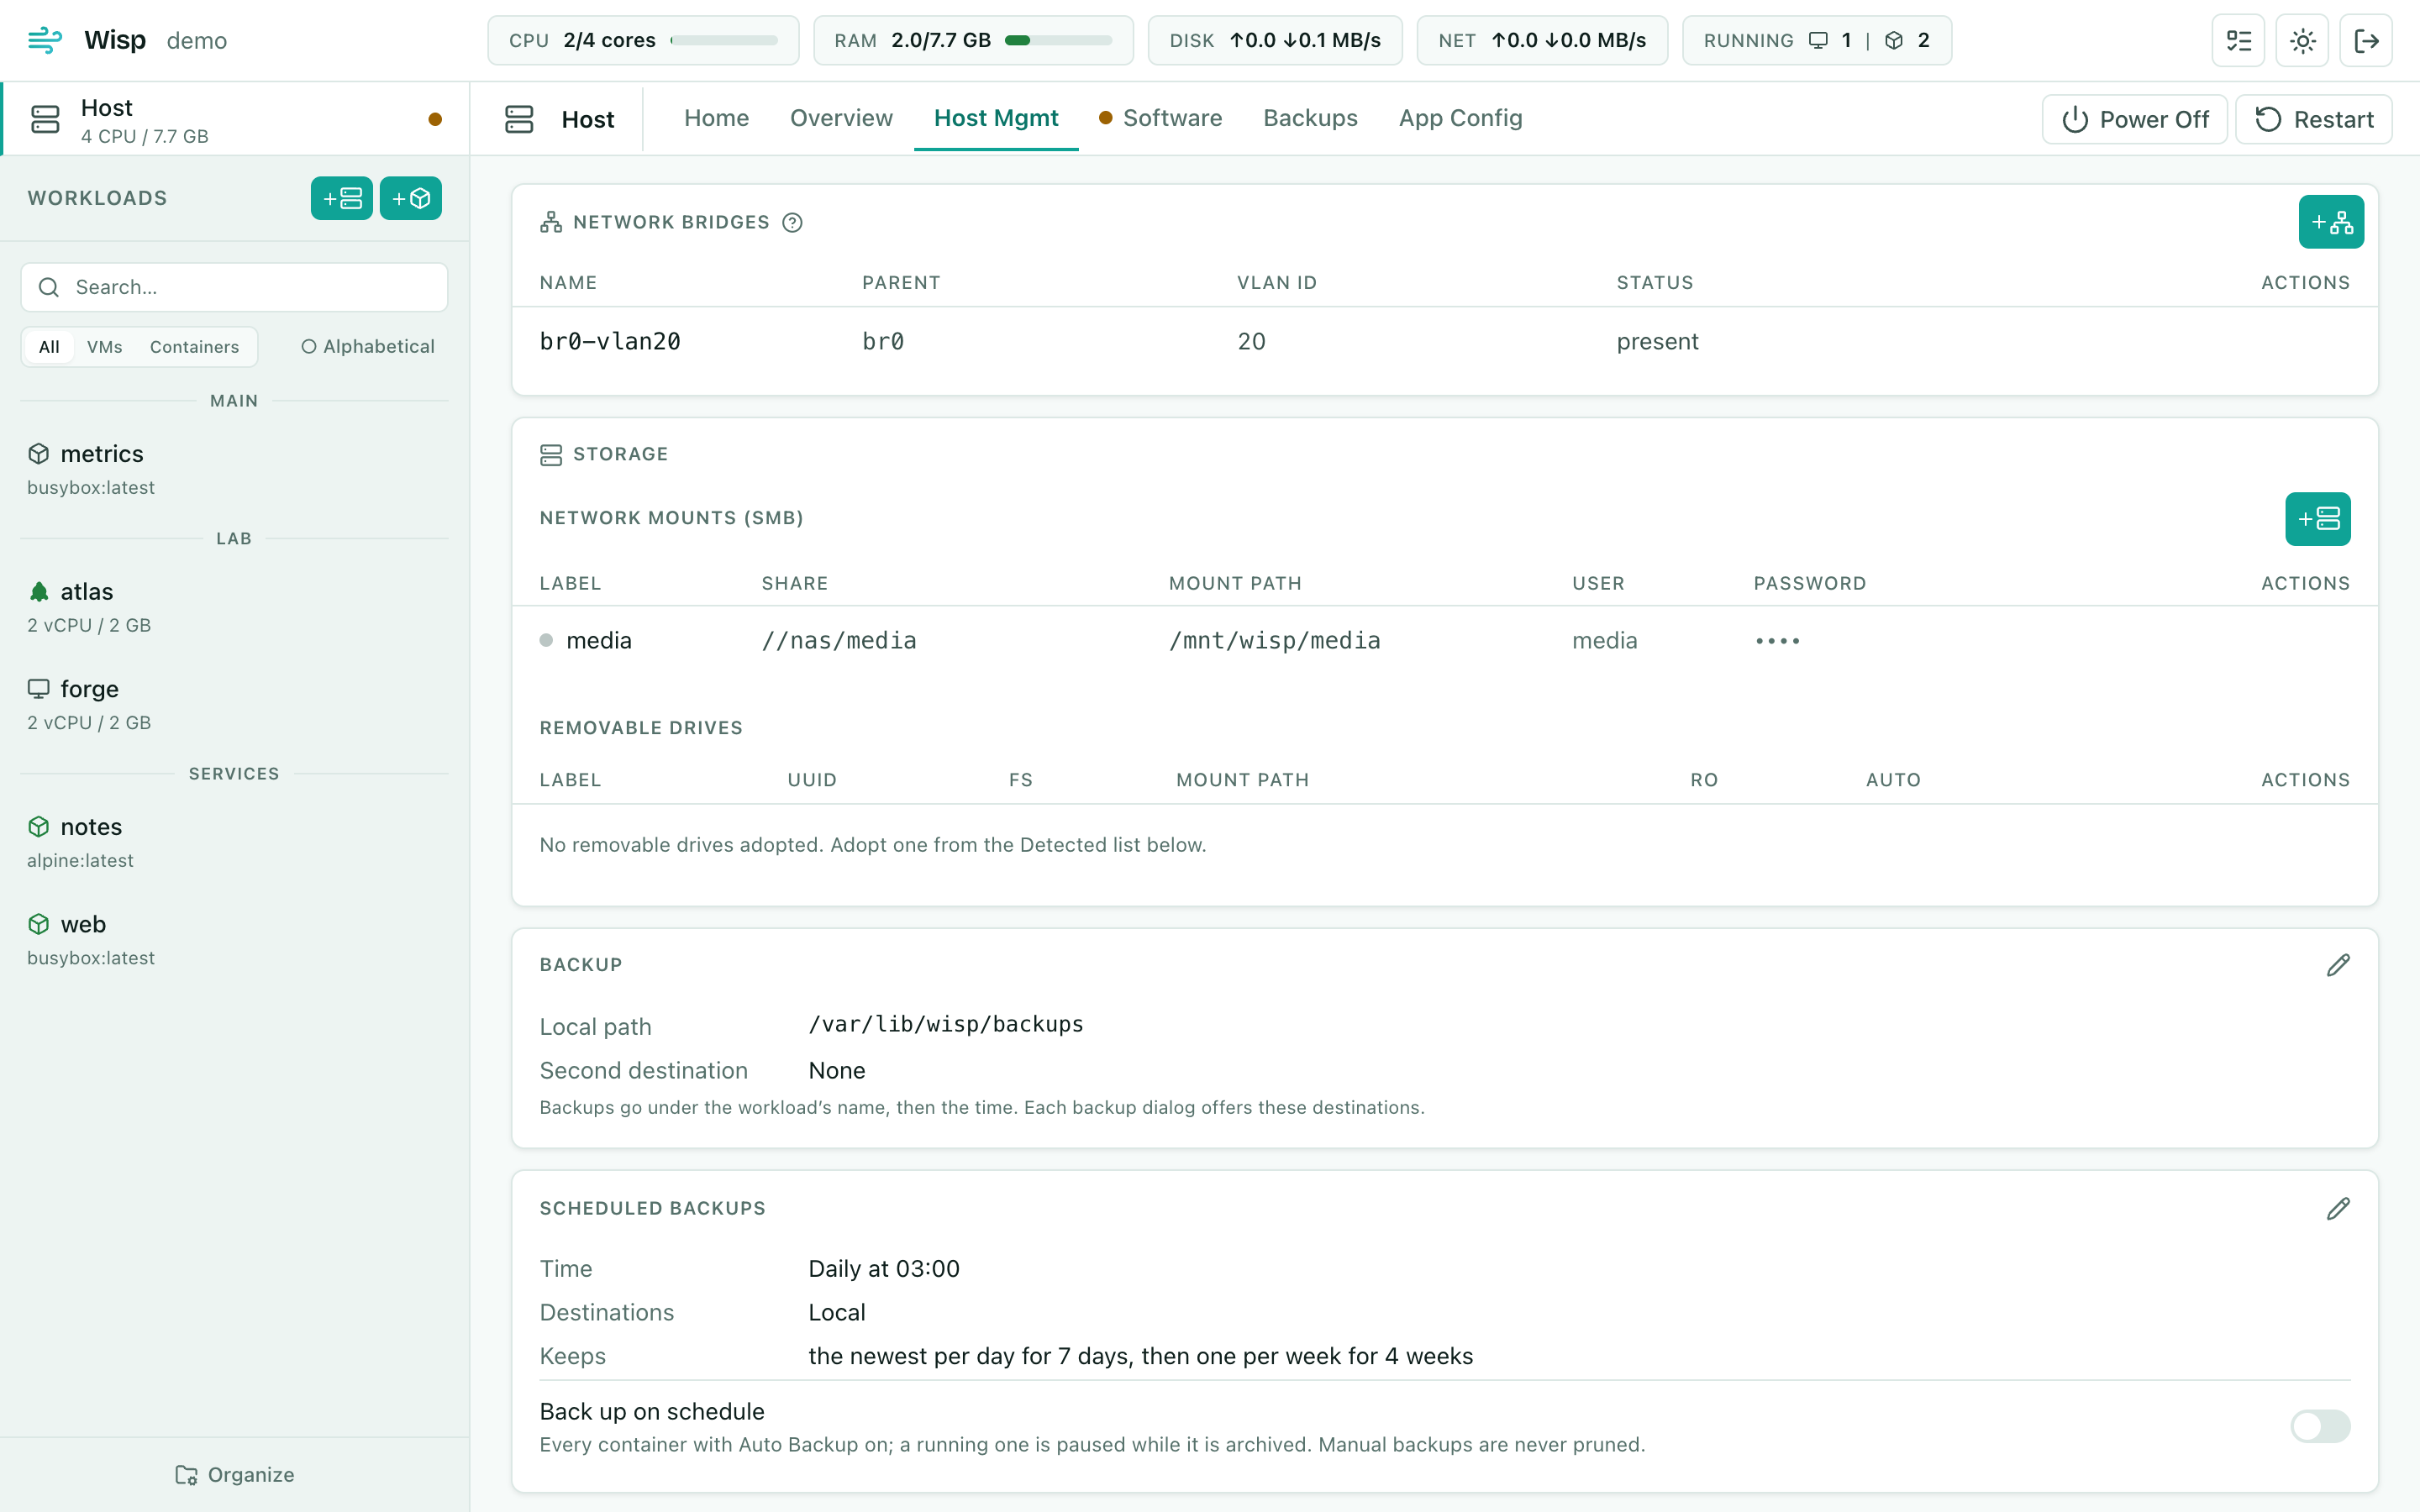 Wisp demo
CPU 2/4 cores
RAM 2.0/7.7 GB
DISK ↑0.0 ↓0.1 MB/s
NET ↑0.0 ↓0.0 MB/s
RUNNING 1 | 2
Host
4 CPU / 7.7 GB
Host
Home
Overview
Host Mgmt
Software
Backups
App Config
Power Off
Restart
WORKLOADS
Search...
All VMs Containers
Alphabetical
MAIN
metrics
busybox:latest
LAB
atlas
2 vCPU / 2 GB
forge
2 vCPU / 2 GB
SERVICES
notes
alpine:latest
web
busybox:latest
Organize
NETWORK BRIDGES
NAME PARENT VLAN ID STATUS ACTIONS
br0-vlan20 br0 20 present
STORAGE
NETWORK MOUNTS (SMB)
LABEL SHARE MOUNT PATH USER PASSWORD ACTIONS
media //nas/media /mnt/wisp/media media ••••
REMOVABLE DRIVES
LABEL UUID FS MOUNT PATH RO AUTO ACTIONS
No removable drives adopted. Adopt one from the Detected list below.
BACKUP
Local path /var/lib/wisp/backups
Second destination None
Backups go under the workload's name, then the time. Each backup dialog offers these destinations.
SCHEDULED BACKUPS
Time Daily at 03:00
Destinations Local
Keeps the newest per day for 7 days, then one per week for 4 weeks
Back up on schedule
Every container with Auto Backup on; a running one is paused while it is archived. Manual backups are never pruned.